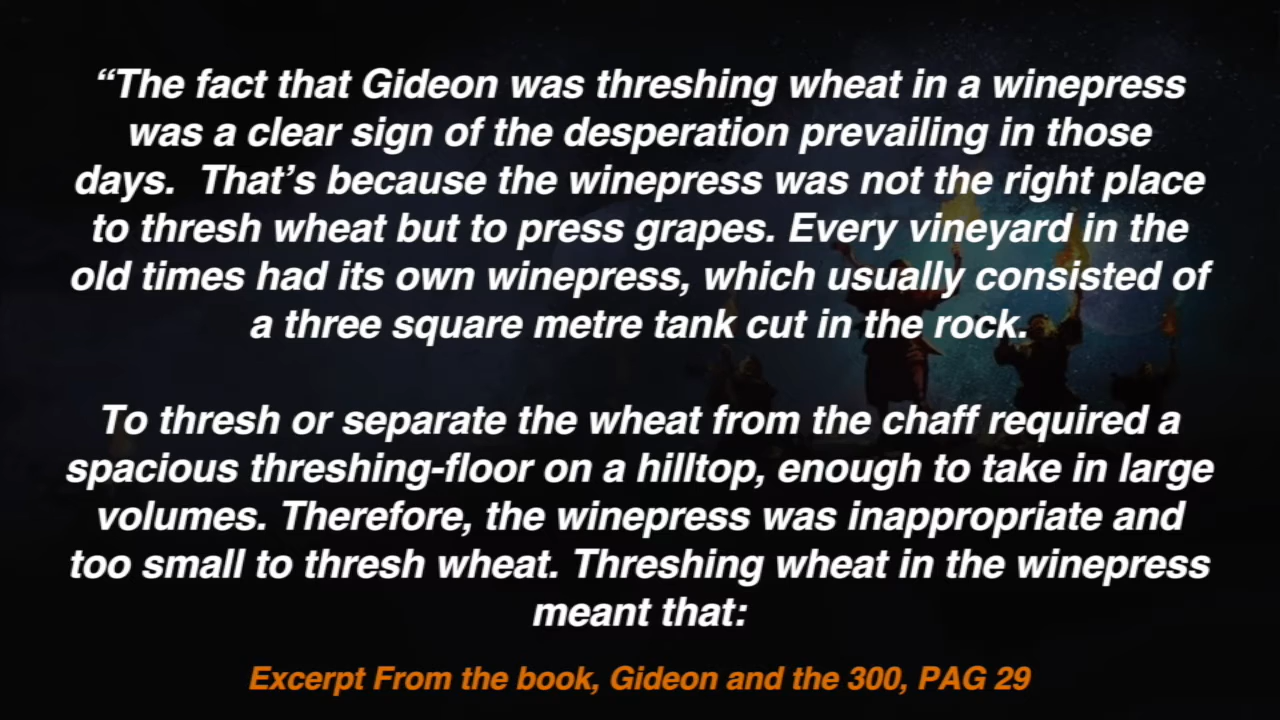 “The fact that Gideon was threshing wheat in a winepress
was a clear sign of the desperation prevailing in those
days.  That’s because the winepress was not the right place
to thresh wheat but to press grapes. Every vineyard in the
old times had its own winepress, which usually consisted of
a three square metre tank cut in the rock.
To thresh or separate the wheat from the chaff required a
spacious threshing-floor on a hilltop, enough to take in large
volumes. Therefore, the winepress was inappropriate and
too small to thresh wheat. Threshing wheat in the winepress
meant that:
Excerpt From the book, Gideon and the 300, PAG 29